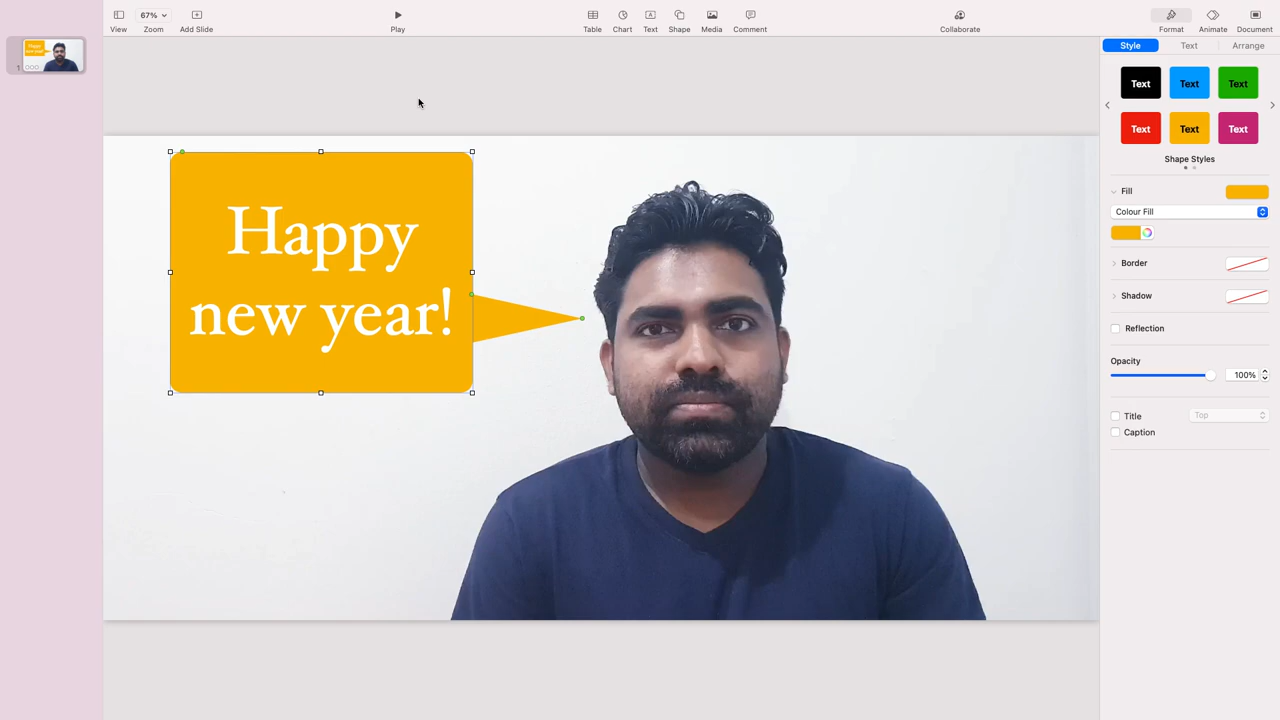 67%
View
Zoom
Add Slide
Play
Table
Chart
Text
Shape
Media
Comment
Collaborate
Format
Animate
Document
Style
Text
Arrange
1
Happy
new year!
Text
Text
Text
Text
Text
Text
Shape Styles
Fill
Colour Fill
Border
Shadow
Reflection
Opacity
100%
Title
Top
Caption